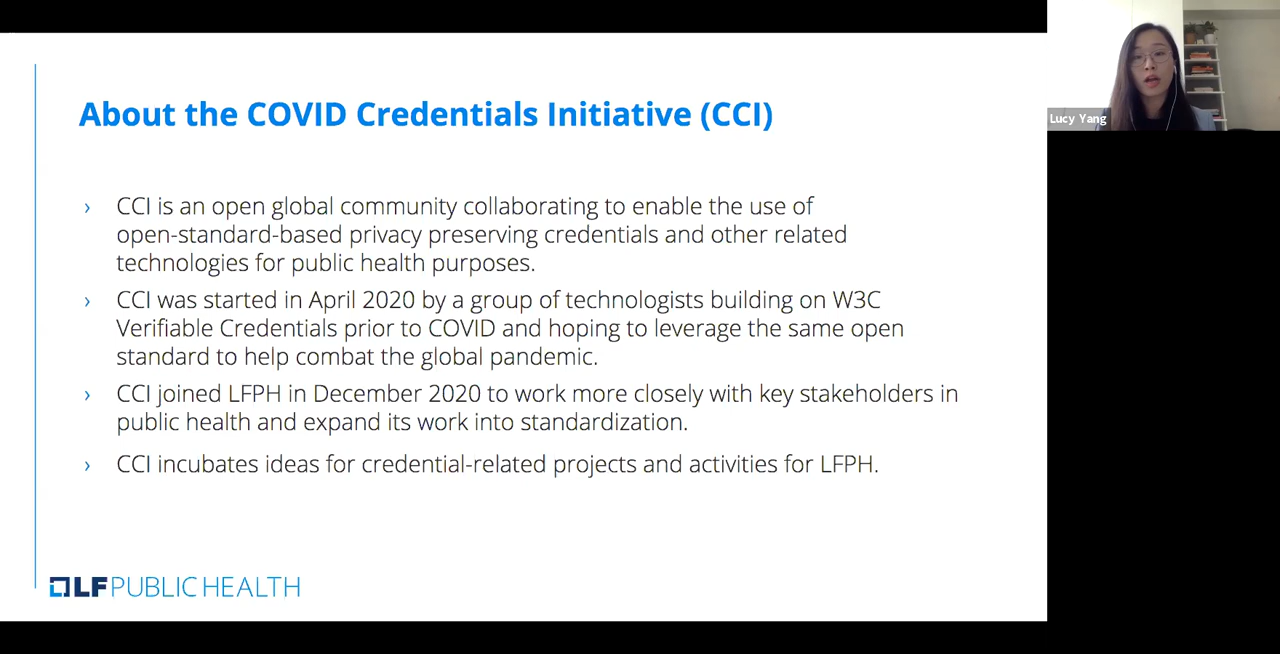 About the COVID Credentials Initiative (CCI)
Lucy Yang
› CCI is an open global community collaborating to enable the use of
open-standard-based privacy preserving credentials and other related
technologies for public health purposes.
› CCI was started in April 2020 by a group of technologists building on W3C
Verifiable Credentials prior to COVID and hoping to leverage the same open
standard to help combat the global pandemic.
› CCI joined LFPH in December 2020 to work more closely with key stakeholders in
public health and expand its work into standardization.
› CCI incubates ideas for credential-related projects and activities for LFPH.
LF PUBLIC HEALTH